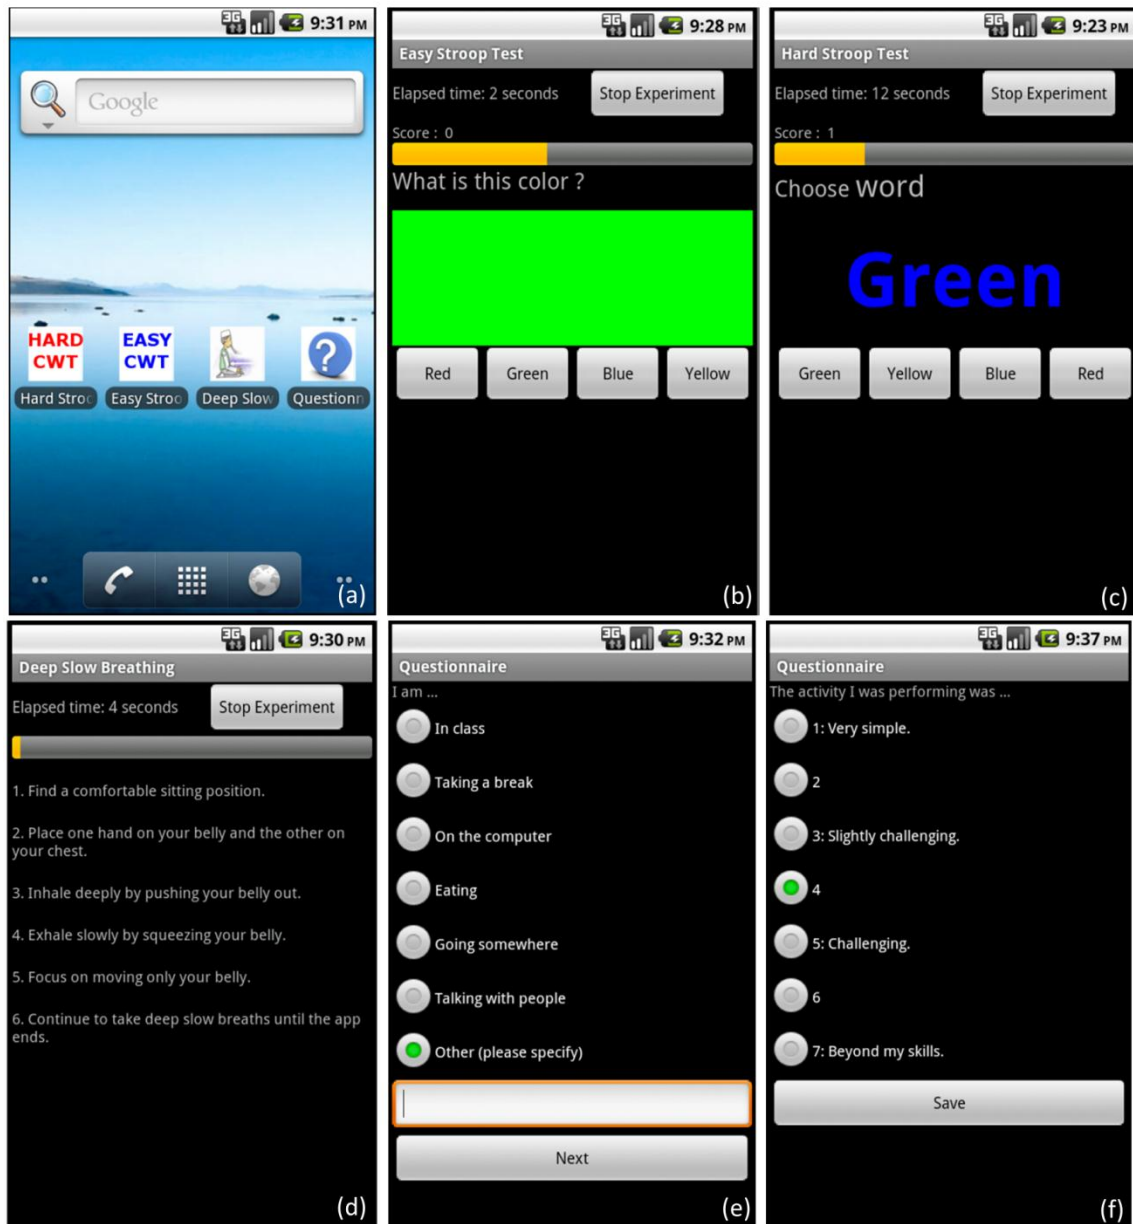 3G 9:31 PM
Google
HARD CWT
EASY CWT
?
Hard Stroo
Easy Stroo
Deep Slow
Questionn
(a)
3G 9:28 PM
Easy Stroop Test
Elapsed time: 2 seconds
Stop Experiment
Score : 0
What is this color ?
Red
Green
Blue
Yellow
(b)
3G 9:23 PM
Hard Stroop Test
Elapsed time: 12 seconds
Stop Experiment
Score : 1
Choose word
Green
Green
Yellow
Blue
Red
(c)
3G 9:30 PM
Deep Slow Breathing
Elapsed time: 4 seconds
Stop Experiment
1. Find a comfortable sitting position.
2. Place one hand on your belly and the other on
your chest.
3. Inhale deeply by pushing your belly out.
4. Exhale slowly by squeezing your belly.
5. Focus on moving only your belly.
6. Continue to take deep slow breaths until the app
ends.
(d)
3G 9:32 PM
Questionnaire
I am ...
In class
Taking a break
On the computer
Eating
Going somewhere
Talking with people
Other (please specify)
Next
(e)
3G 9:37 PM
Questionnaire
The activity I was performing was ...
1: Very simple.
2
3: Slightly challenging.
4
5: Challenging.
6
7: Beyond my skills.
Save
(f)